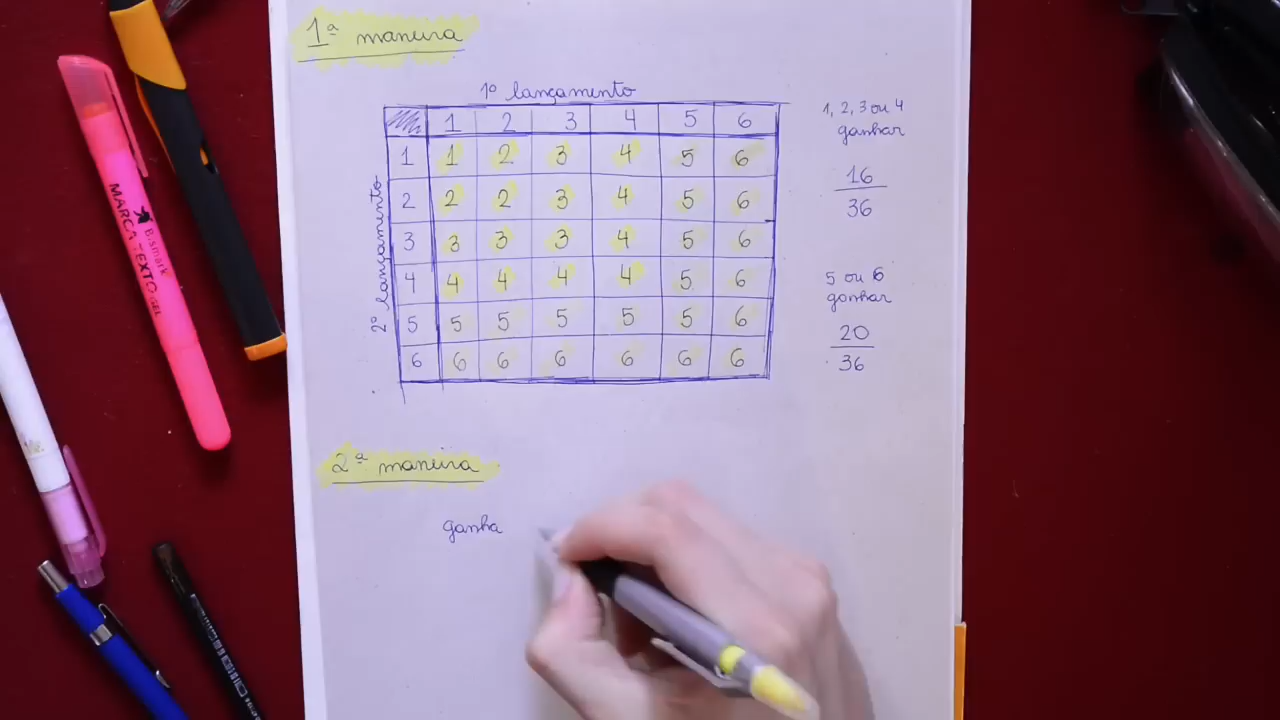 1ª maneira
1º lançamento
1 2 3 4 5 6
1 1 2 3 4 5 6
2 2 2 3 4 5 6
3 3 3 3 4 5 6
4 4 4 4 4 5 6
5 5 5 5 5 5 6
6 6 6 6 6 6 6
2º lançamento
1, 2, 3 ou 4
ganhar
16
36
5 ou 6
ganhar
20
36
2ª maneira
ganha
MARCA TEXTO GEL
Bismark